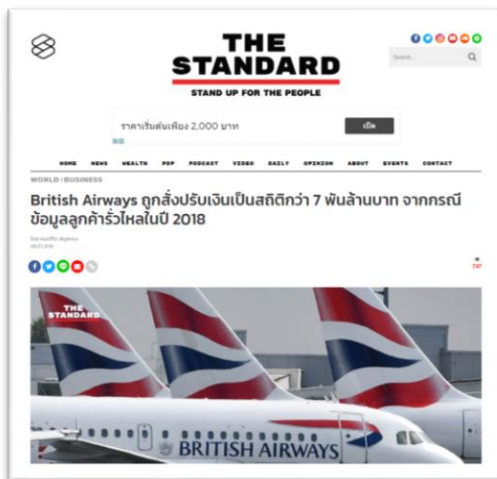 THE
STANDARD
STAND UP FOR THE PEOPLE
Search..
ราคาเริ่มต้นเพียง 2,000 บาท
เปิด
HOME NEWS WEALTH POP PODCAST VIDEO DAILY OPINION ABOUT EVENTS CONTACT
WORLD › BUSINESS
British Airways ถูกสั่งปรับเงินเป็นสถิติกว่า 7 พันล้านบาท จากกรณี
ข้อมูลลูกค้ารั่วไหลในปี 2018
THE
STANDARD
BRITISH AIRWAYS